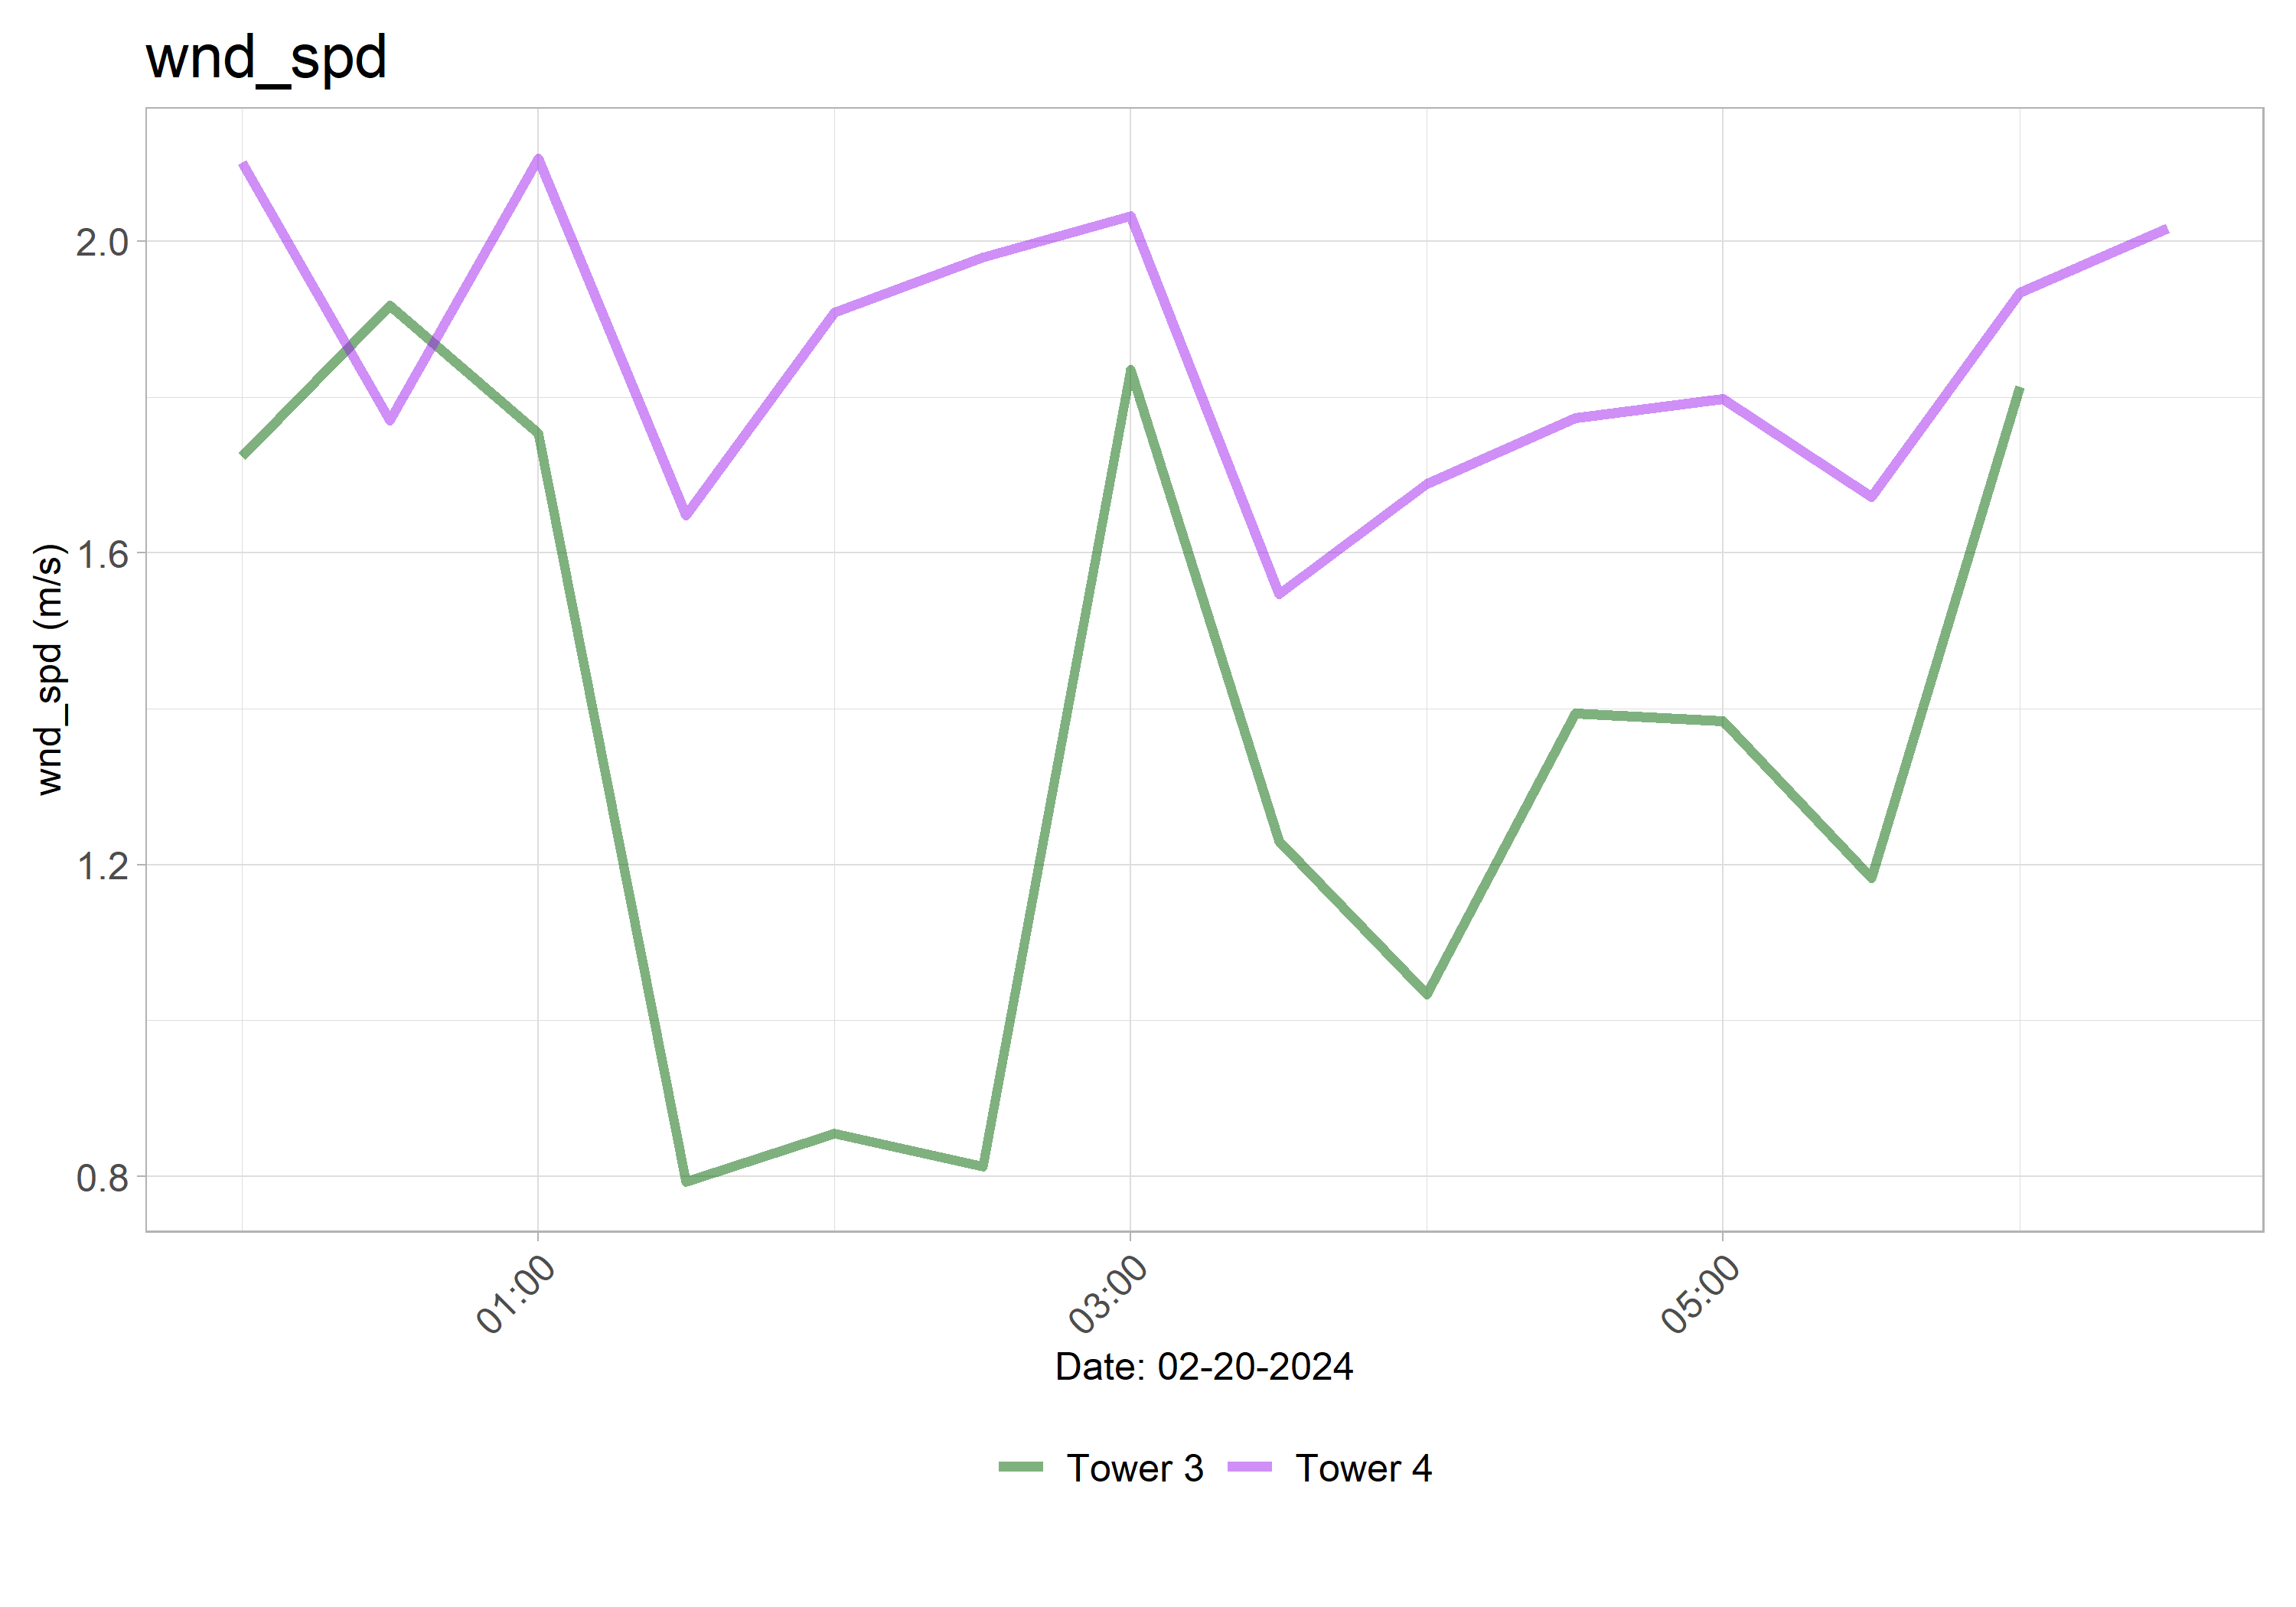 wnd_spd
wnd_spd (m/s)
2.0
1.6
1.2
0.8
01:00 03:00 05:00
Date: 02-20-2024
Tower 3 Tower 4